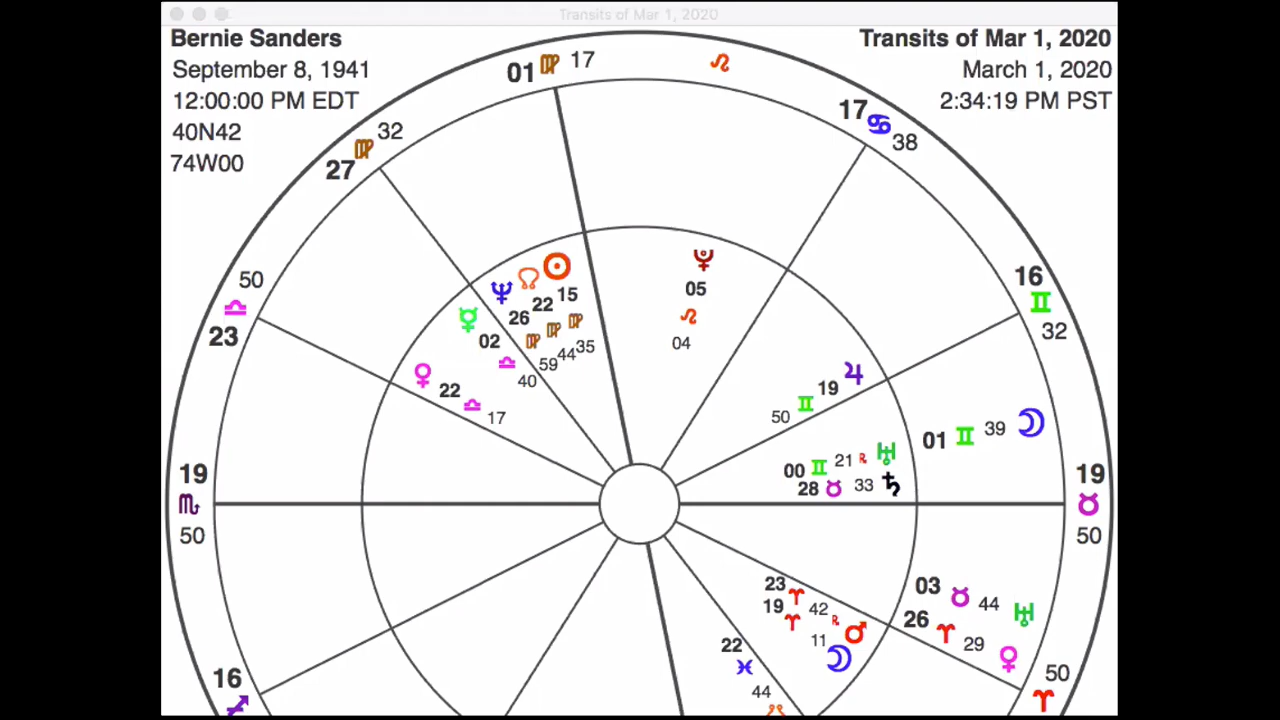 Transits of Mar 1, 2020
Bernie Sanders
September 8, 1941
12:00:00 PM EDT
40N42
74W00
Transits of Mar 1, 2020
March 1, 2020
2:34:19 PM PST
01 ♍ 17
♌
17 ♋ 38
27 ♍ 32
16 ♊ 32
50 ♎ 23
♇ 05 ♌ 04
☉ 15 ♍ 35
☊ 22 ♍ 44
♆ 26 ♍ 59
☿ 02 ♎ 40
♀ 22 ♎ 17
♃ 19 ♊ 50
01 ♊ 39 ☽
00 ♊ 21 ℞ ♅
28 ♉ 33 ♄
19 ♏ 50
19 ♉ 50
03 ♉ 44 ♅
26 ♈ 29 ♀
23 ♈ 42 ℞ ♂
19 ♈ 11 ☽
22 ♓ 44 ☋
16 ♐
50 ♈